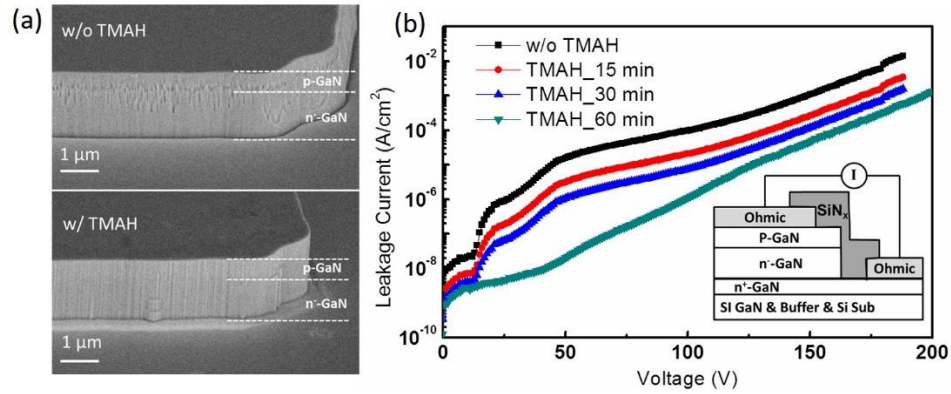 (a)
w/o TMAH
p-GaN
n⁻-GaN
1 µm
w/ TMAH
p-GaN
n⁻-GaN
1 µm
(b)
Leakage Current (A/cm²)
10⁻²
10⁻⁴
10⁻⁶
10⁻⁸
10⁻¹⁰
w/o TMAH
TMAH_15 min
TMAH_30 min
TMAH_60 min
I
SiNₓ
Ohmic
P-GaN
n⁻-GaN
Ohmic
n⁺-GaN
SI GaN & Buffer & Si Sub
0
50
100
150
200
Voltage (V)